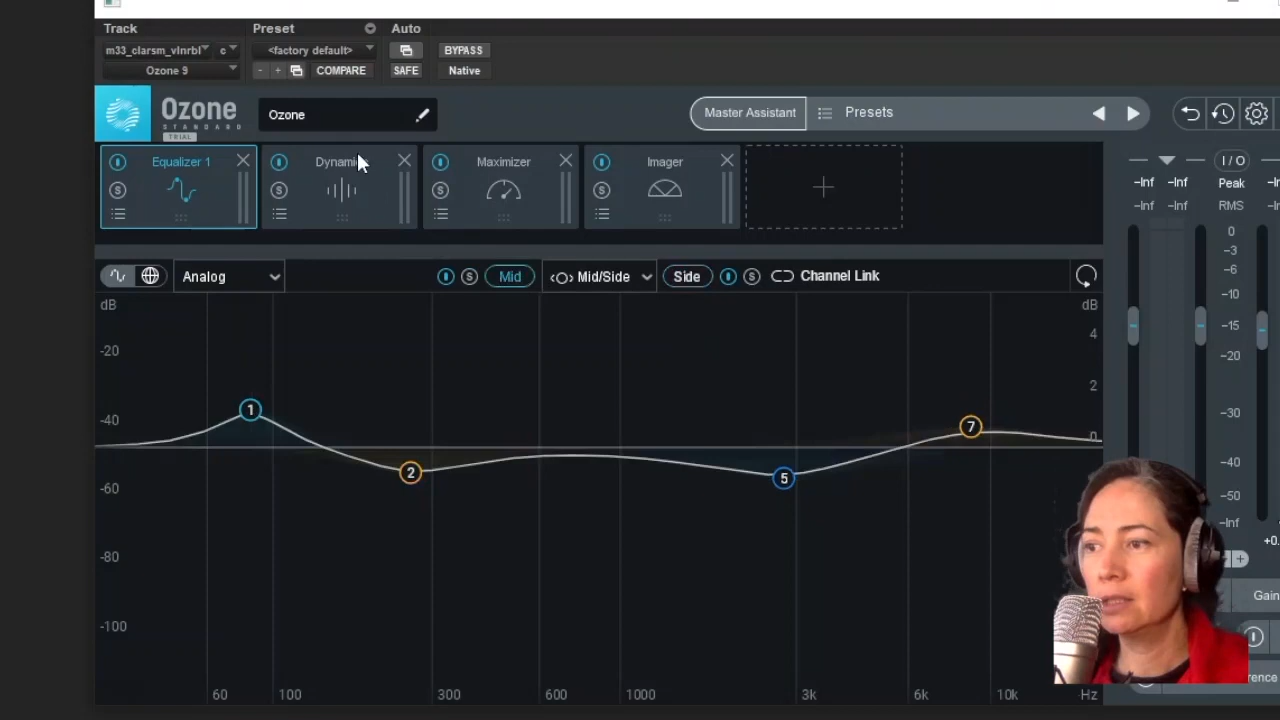 Track Preset Auto
m33_clarsm_vlnrbl c <factory default> BYPASS
Ozone 9 - + COMPARE SAFE Native
Ozone STANDARD TRIAL Ozone Master Assistant Presets
Equalizer 1 Maximizer Imager I/O
S S S S
-Inf -Inf Peak
-Inf -Inf RMS
Analog S Mid Mid/Side Side S Channel Link
dB dB
-20
-40
-60
-80
-100
4
2
0
1
2
5
7
0
-3
-6
-10
-15
-20
-30
-40
-50
-Inf
+0.
Gain
60 100 300 600 1000 3k 6k 10k Hz